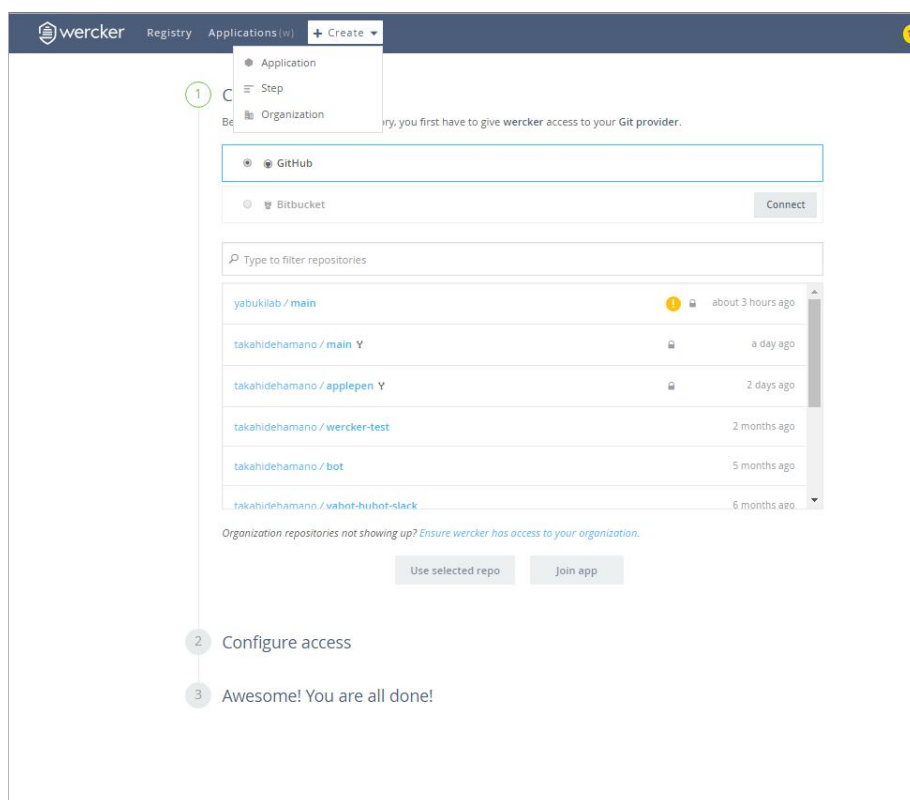 wercker Registry Applications (w) + Create
Application
Step
Organization
1 C
Be ry, you first have to give wercker access to your Git provider.
GitHub
Bitbucket Connect
Type to filter repositories
yabukilab / main ! about 3 hours ago
takahidehamano / main a day ago
takahidehamano / applepen 2 days ago
takahidehamano / wercker-test 2 months ago
takahidehamano / bot 5 months ago
takahidehamano / yabot-hubot-slack 6 months ago
Organization repositories not showing up? Ensure wercker has access to your organization.
Use selected repo Join app
2 Configure access
3 Awesome! You are all done!